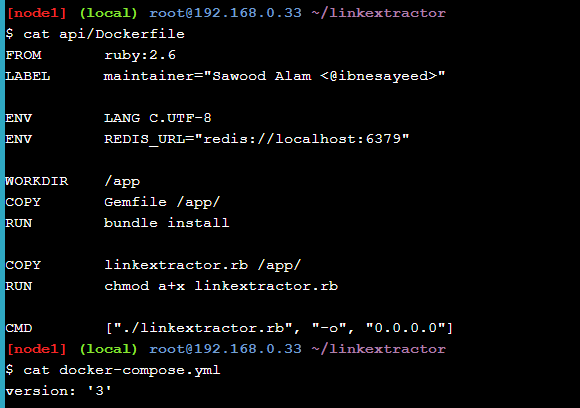 [node1] (local) root@192.168.0.33 ~/linkextractor
$ cat api/Dockerfile
FROM       ruby:2.6
LABEL      maintainer="Sawood Alam <@ibnesayeed>"
ENV        LANG C.UTF-8
ENV        REDIS_URL="redis://localhost:6379"
WORKDIR    /app
COPY       Gemfile /app/
RUN        bundle install
COPY       linkextractor.rb /app/
RUN        chmod a+x linkextractor.rb
CMD        ["./linkextractor.rb", "-o", "0.0.0.0"]
[node1] (local) root@192.168.0.33 ~/linkextractor
$ cat docker-compose.yml
version: '3'